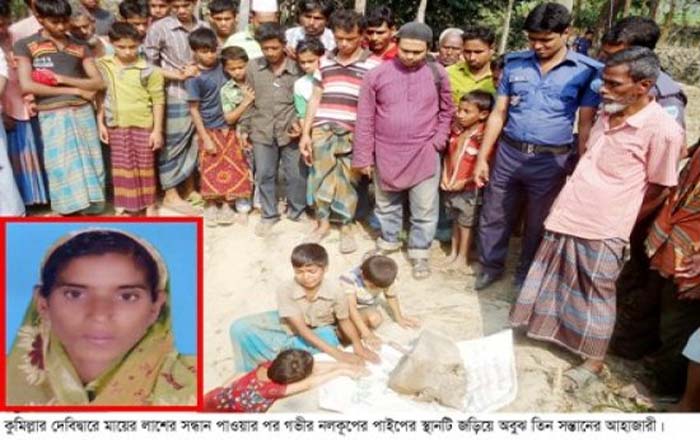 কুমিল্লার দেবিদ্বারে মায়ের লাশের সন্ধান পাওয়ার পর গভীর নলকূপের পাইপের স্থানটি জড়িয়ে অবুঝ তিন সন্তানের আহাজারী।